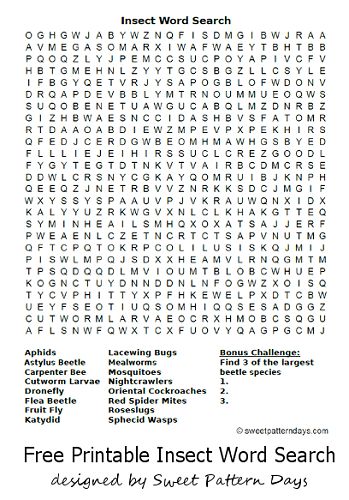 Insect Word Search
O G H G W J A B Y W Z N Q F I S D M G I B W J R A A
A V M E G A S O M A R X I W A F W A E Y T B H T B B
P Q O Q Z L Y J P E M C C S U C P O Y A P I V C F V
H B T G M E H N L Z Y Y T G C S B G Z L L C S Y L E
I F B G Y Q E T V R J Y S A P O G B L O F W D O N V
D R Q A P D E V B B L Y M T R N O U M M U E O Q W S
S U Q O B E N E T U A W G U C A B Q L M Z D N R B Z
G I Z H B W A E S N C C I D A S H B V S F A T O M R
R T D A A O A B D I E W Z M P E V P X P E K H I R S
Q F E D J C E R D G W B E O M H M A W H G S B Y E D
F L L L I E J E I H I R S S U C L C R E Z G O O D L
F Y G Y T E G T D T N K V T V A I R B C D M C R S E
D D W L C R S N Y C G K A Y Q O M R U I B J K N P H
Q E E Q Z J N E T R B V V Z N R K K S D C J M G I F
W X Y S S Y S P A A U V P J V K R A U W Q N X I D X
K A L Y Y U Z R K W G V X N L C L K H A K G T T E Q
S Y M I N H E A I L S M H Q X O X A T S A J J E R F
P W E A E N L C Z E T N C R T C T S A P V N U T M G
Q F T C P Q T O K R P C O L I L U S I S K Q J M I J
P I S W L M P Q J S D X X H E A M V L R N Q G M T M
T P S Q D Q Q D L M V I O U M T B L O B C W H U E P
K O G N C T U Y D N N D D N L N F O G W Z X O I S Q
T Y C V P H I T T Y X P F H K E W E L P X D T C B W
U E Y F S E O T I U Q S O M H I Q Q S E S A D G G Z
C U T W O R M L A R V A E O C R X H M O B C S Q G U
A F L S N W F Q W X T C X F U O V Y Q A G P G C M J
Aphids Lacewing Bugs Bonus Challenge:
Astylus Beetle Mealworms Find 3 of the largest
Carpenter Bee Mosquitoes beetle species
Cutworm Larvae Nightcrawlers 1.
Dronefly Oriental Cockroaches 2.
Flea Beetle Red Spider Mites 3.
Fruit Fly Roseslugs
Katydid Sphecid Wasps
© sweetpatterndays.com
Free Printable Insect Word Search
designed by Sweet Pattern Days